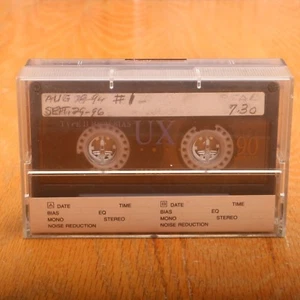 AUG 28-94 #1
SEPT. 29-96
7:30
UX
90
A DATE TIME
BIAS EQ
MONO STEREO
NOISE REDUCTION
B DATE TIME
BIAS EQ
MONO STEREO
NOISE REDUCTION